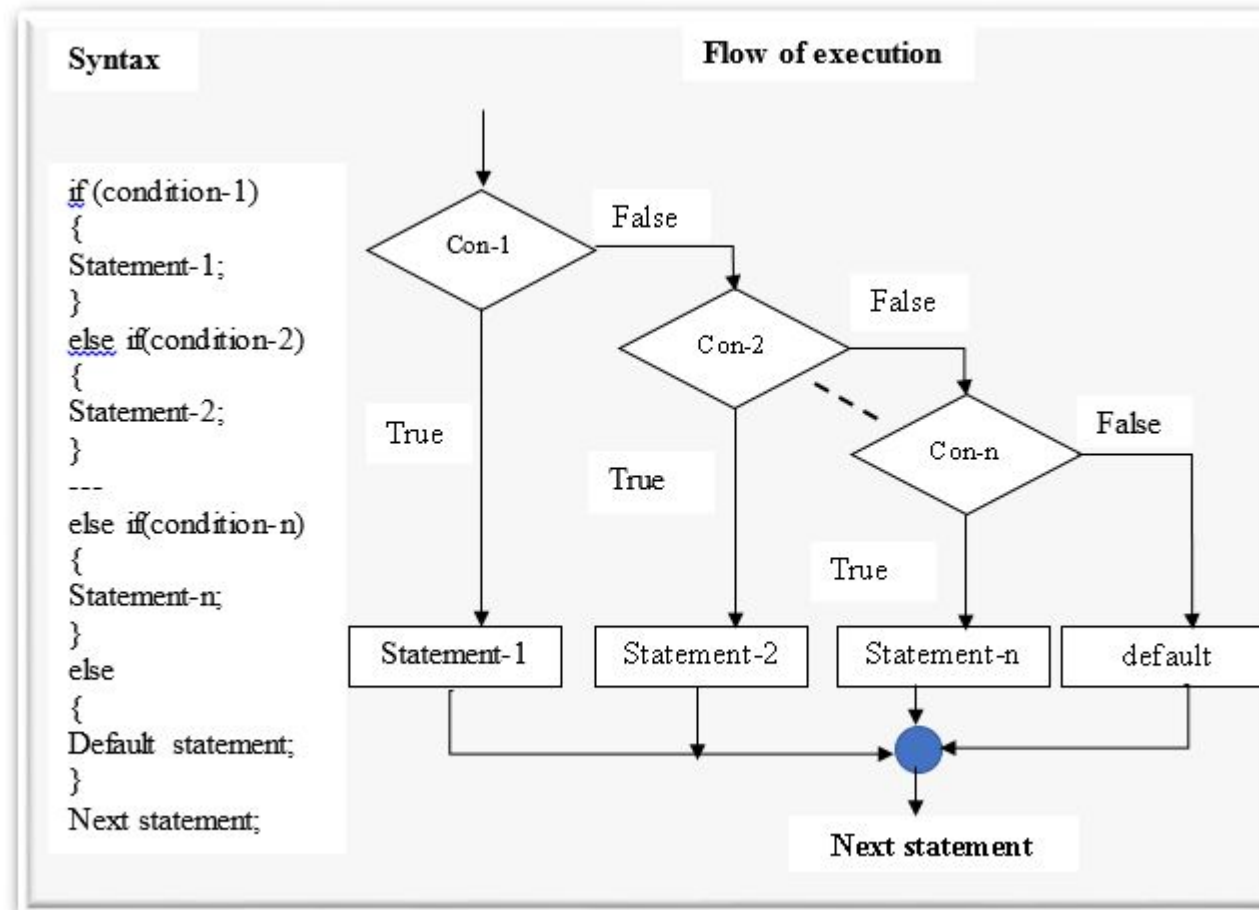 Syntax
Flow of execution
if (condition-1)
{
Statement-1;
}
else if(condition-2)
{
Statement-2;
}
---
else if(condition-n)
{
Statement-n;
}
else
{
Default statement;
}
Next statement;
Con-1
False
Con-2
False
Con-n
False
True
True
True
Statement-1
Statement-2
Statement-n
default
Next statement